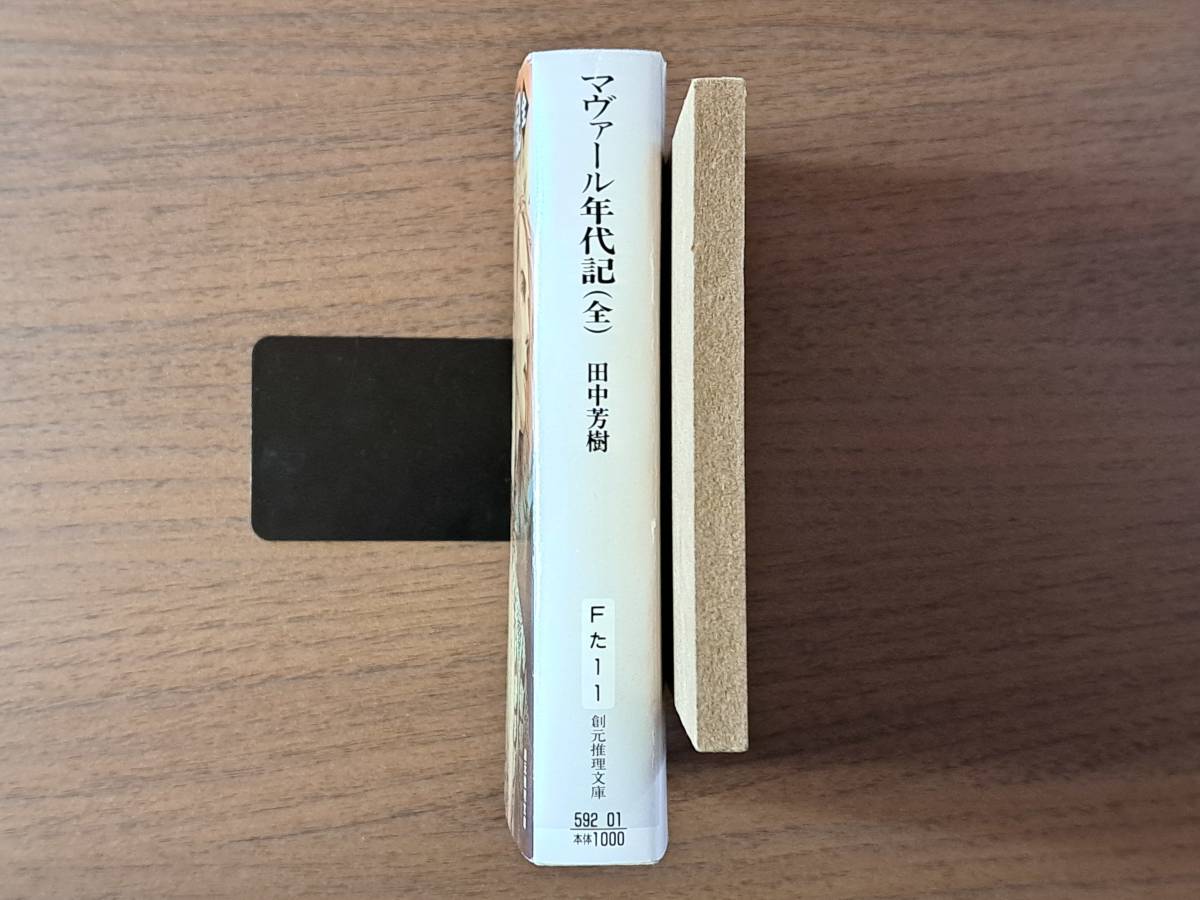 マヴァール年代記(全)
田中芳樹
Fた11
創元推理文庫
592 01
本体1000